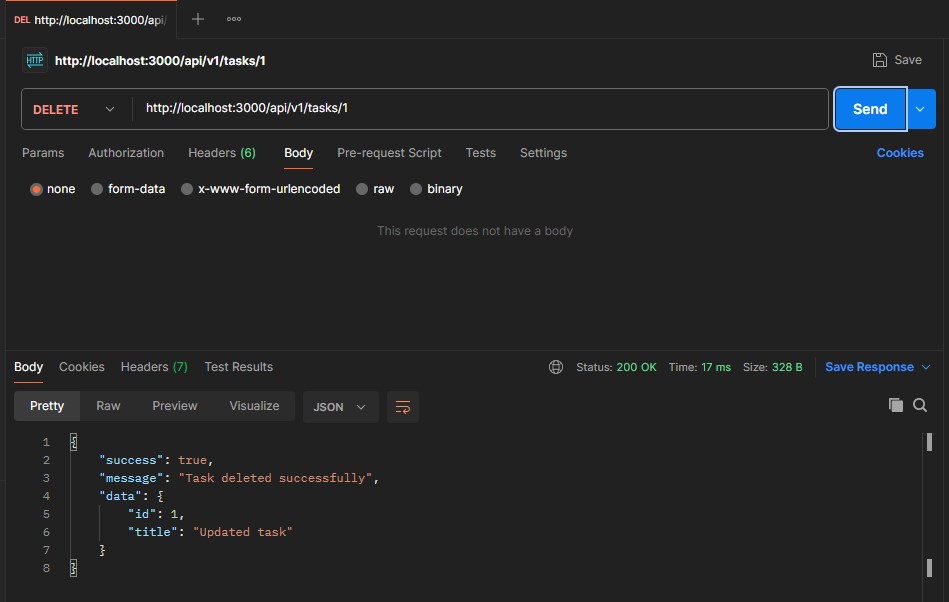 DEL http://localhost:3000/api/
HTTP http://localhost:3000/api/v1/tasks/1 Save
DELETE http://localhost:3000/api/v1/tasks/1 Send
Params Authorization Headers (6) Body Pre-request Script Tests Settings Cookies
none form-data x-www-form-urlencoded raw binary
This request does not have a body
Body Cookies Headers (7) Test Results Status: 200 OK Time: 17 ms Size: 328 B Save Response
Pretty Raw Preview Visualize JSON
1 {
2 "success": true,
3 "message": "Task deleted successfully",
4 "data": {
5 "id": 1,
6 "title": "Updated task"
7 }
8 }